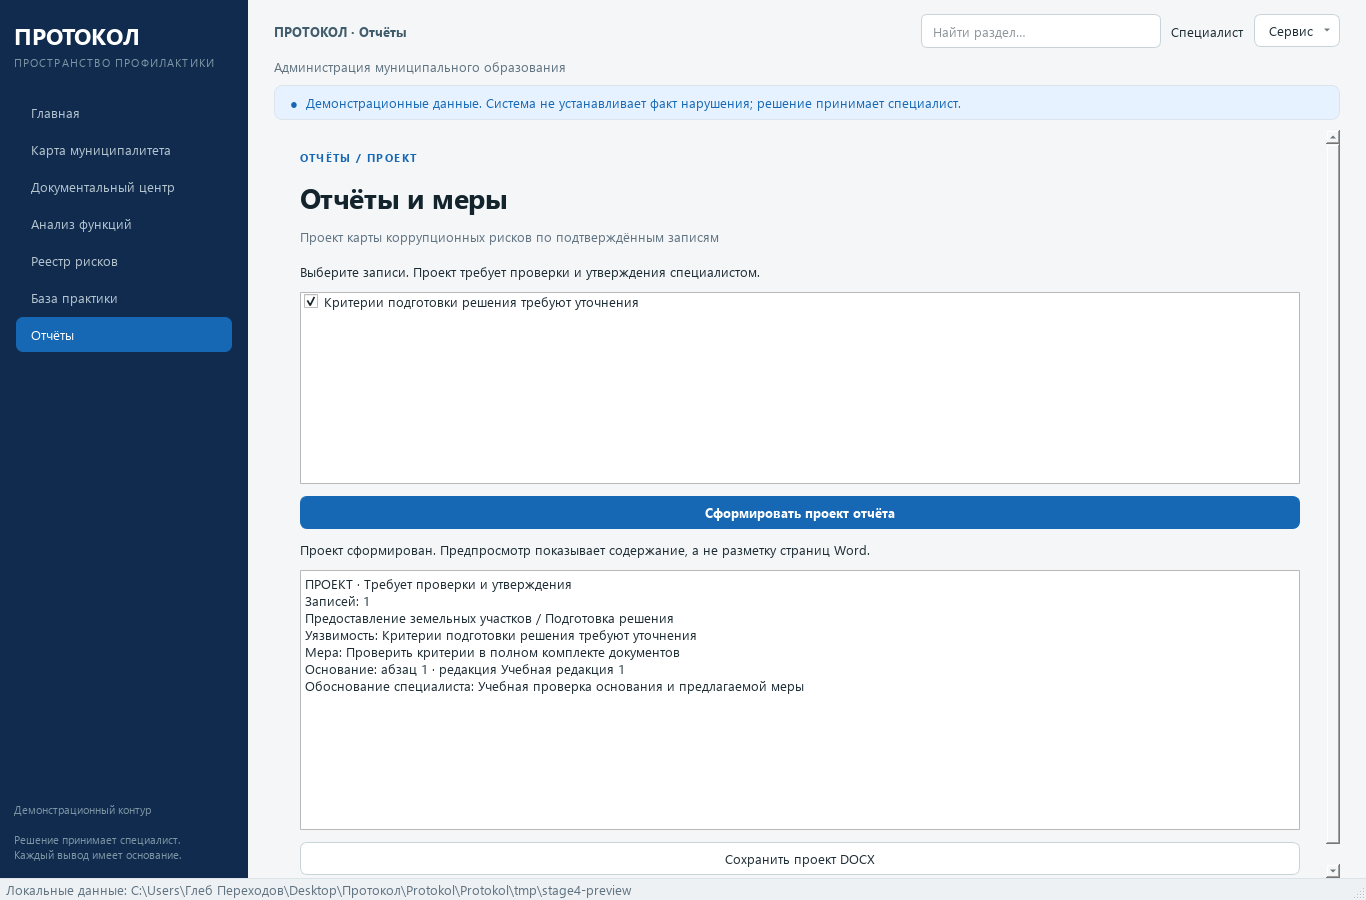 ПРОТОКОЛ
ПРОСТРАНСТВО ПРОФИЛАКТИКИ
Главная
Карта муниципалитета
Документальный центр
Анализ функций
Реестр рисков
База практики
Отчёты
Демонстрационный контур
Решение принимает специалист.
Каждый вывод имеет основание.
ПРОТОКОЛ · Отчёты
Найти раздел...
Специалист
Сервис
Администрация муниципального образования
● Демонстрационные данные. Система не устанавливает факт нарушения; решение принимает специалист.
ОТЧЁТЫ / ПРОЕКТ
Отчёты и меры
Проект карты коррупционных рисков по подтверждённым записям
Выберите записи. Проект требует проверки и утверждения специалистом.
Критерии подготовки решения требуют уточнения
Сформировать проект отчёта
Проект сформирован. Предпросмотр показывает содержание, а не разметку страниц Word.
ПРОЕКТ · Требует проверки и утверждения
Записей: 1
Предоставление земельных участков / Подготовка решения
Уязвимость: Критерии подготовки решения требуют уточнения
Мера: Проверить критерии в полном комплекте документов
Основание: абзац 1 · редакция Учебная редакция 1
Обоснование специалиста: Учебная проверка основания и предлагаемой меры
Сохранить проект DOCX
Локальные данные: C:\Users\Глеб Переходов\Desktop\Протокол\Protokol\Protokol\tmp\stage4-preview